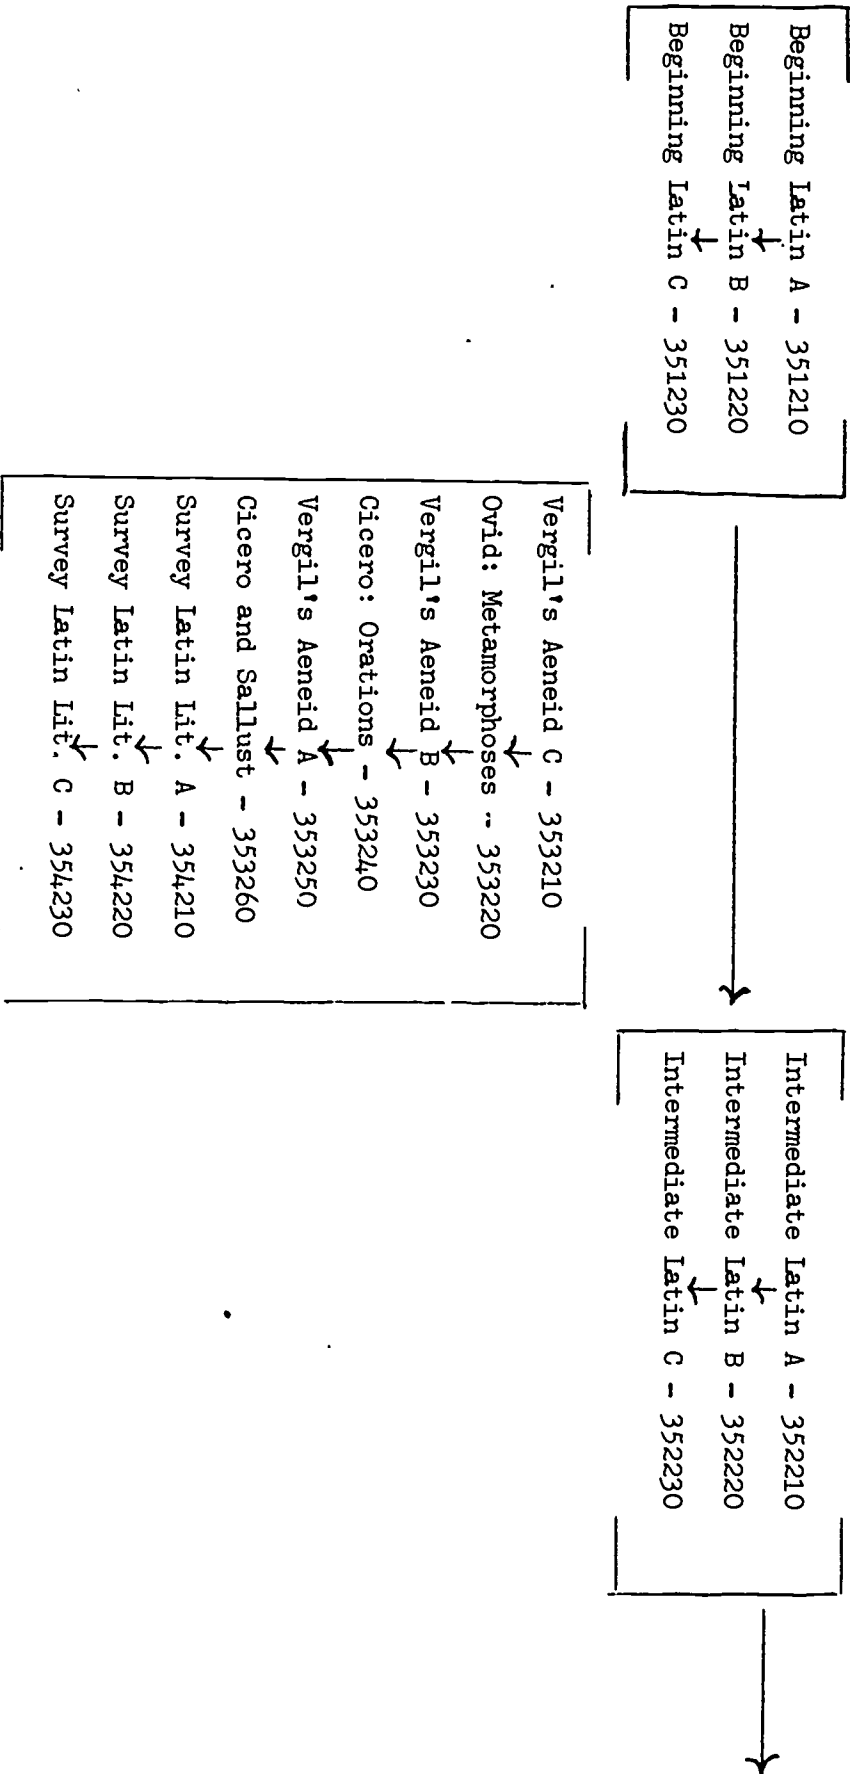 Beginning Latin A - 351210
Beginning Latin B - 351220
Beginning Latin C - 351230
Intermediate Latin A - 352210
Intermediate Latin B - 352220
Intermediate Latin C - 352230
Vergil's Aeneid C - 353210
Ovid: Metamorphoses -- 353220
Vergil's Aeneid B - 353230
Cicero: Orations - 353240
Vergil's Aeneid A - 353250
Cicero and Sallust - 353260
Survey Latin Lit. A - 354210
Survey Latin Lit. B - 354220
Survey Latin Lit. C - 354230